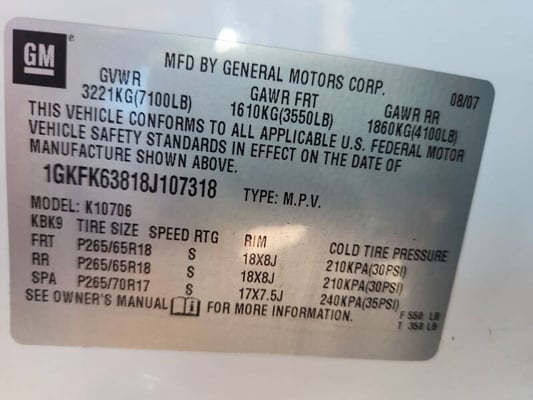 GM
MFD BY GENERAL MOTORS CORP. 08/07
GVWR GAWR FRT GAWR RR
3221KG(7100LB) 1610KG(3550LB) 1860KG(4100LB)
THIS VEHICLE CONFORMS TO ALL APPLICABLE U.S. FEDERAL MOTOR
VEHICLE SAFETY STANDARDS IN EFFECT ON THE DATE OF
MANUFACTURE SHOWN ABOVE.
1GKFK63818J107318 TYPE: M.P.V.
MODEL: K10706
KBK9 TIRE SIZE SPEED RTG RIM COLD TIRE PRESSURE
FRT P265/65R18 S 18X8J 210KPA(30PSI)
RR P265/65R18 S 18X8J 210KPA(30PSI)
SPA P265/70R17 S 17X7.5J 240KPA(35PSI)
SEE OWNER'S MANUAL FOR MORE INFORMATION. F 550 LB
T 358 LB